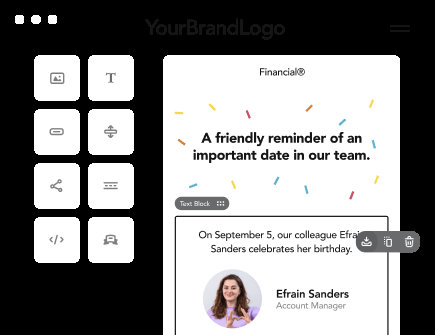 YourBrandLogo
T
Financial®
A friendly reminder of an
important date in our team.
Text Block
On September 5, our colleague Efrain
Sanders celebrates her birthday.
Efrain Sanders
Account Manager